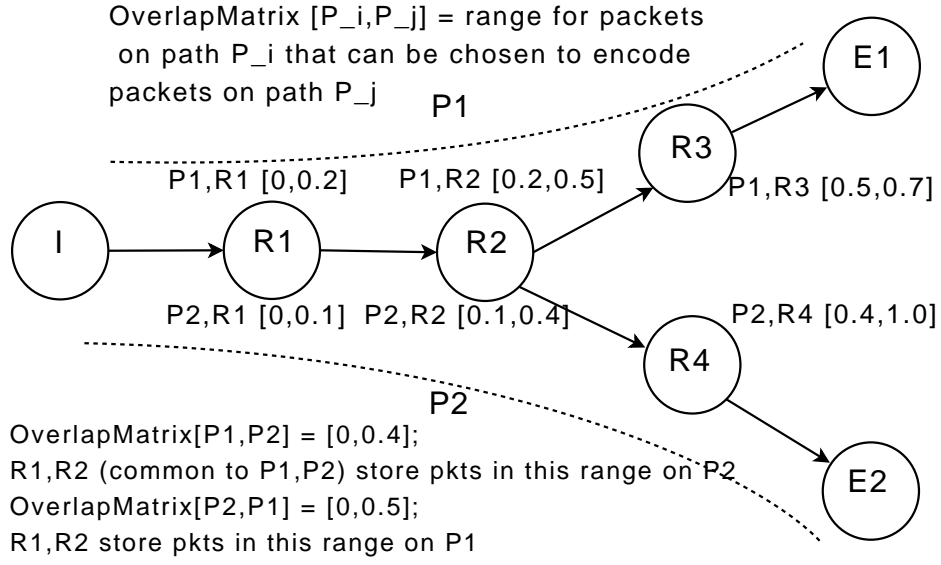 OverlapMatrix [P_i,P_j] = range for packets
on path P_i that can be chosen to encode
packets on path P_j
P1
E1
R3
P1,R1 [0,0.2]
P1,R2 [0.2,0.5]
P1,R3 [0.5,0.7]
I
R1
R2
P2,R1 [0,0.1]
P2,R2 [0.1,0.4]
P2,R4 [0.4,1.0]
R4
P2
OverlapMatrix[P1,P2] = [0,0.4];
R1,R2 (common to P1,P2) store pkts in this range on P2
E2
OverlapMatrix[P2,P1] = [0,0.5];
R1,R2 store pkts in this range on P1